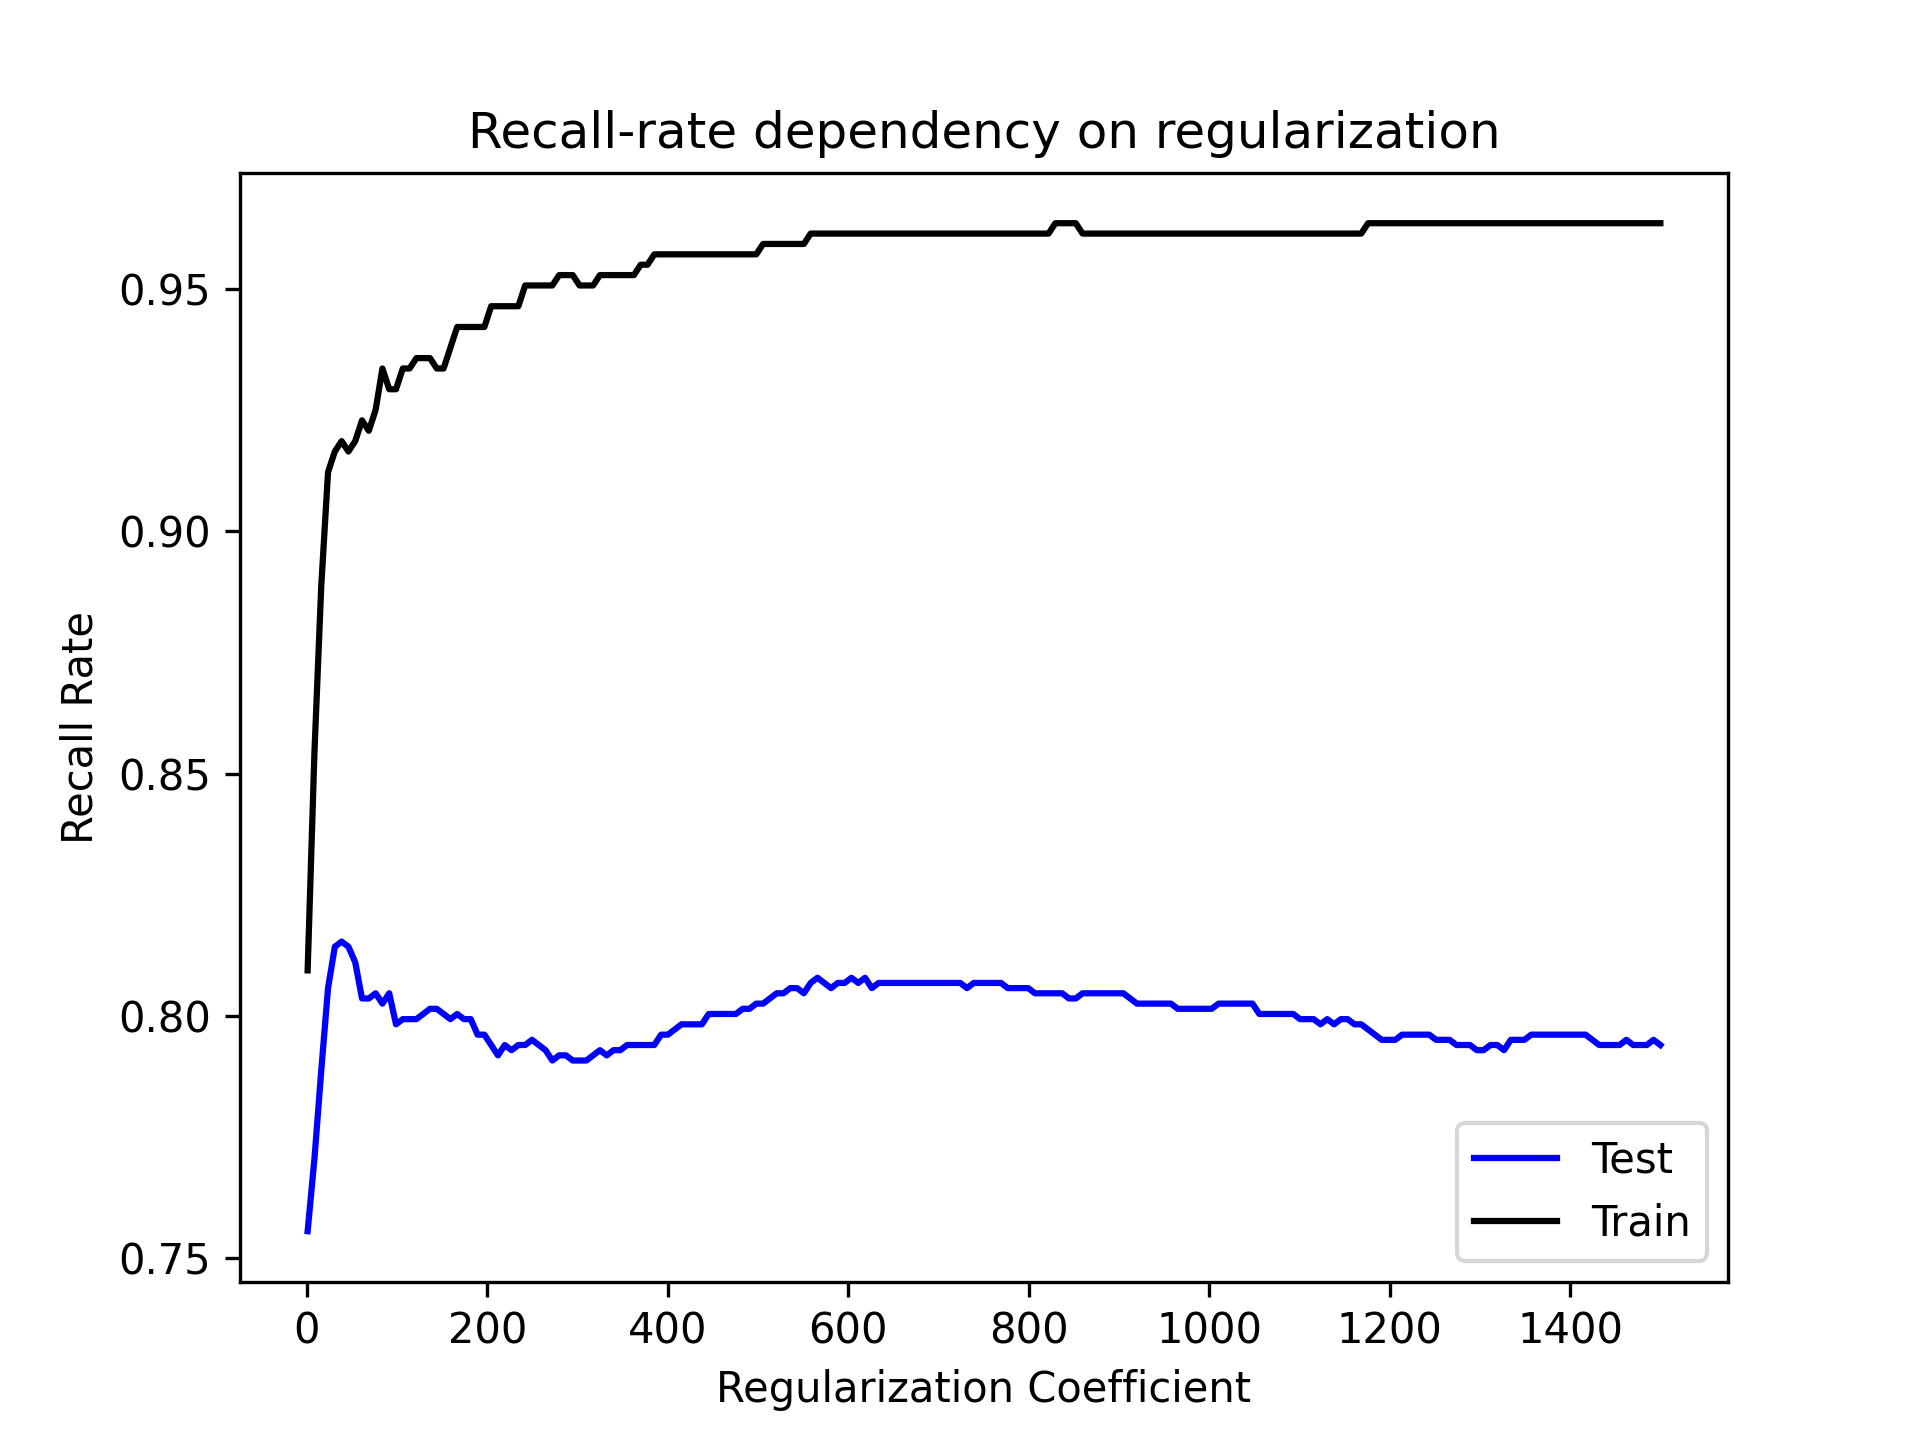 Recall-rate dependency on regularization
Recall Rate
0.95
0.90
0.85
0.80
0.75
0 200 400 600 800 1000 1200 1400
Regularization Coefficient
Test
Train